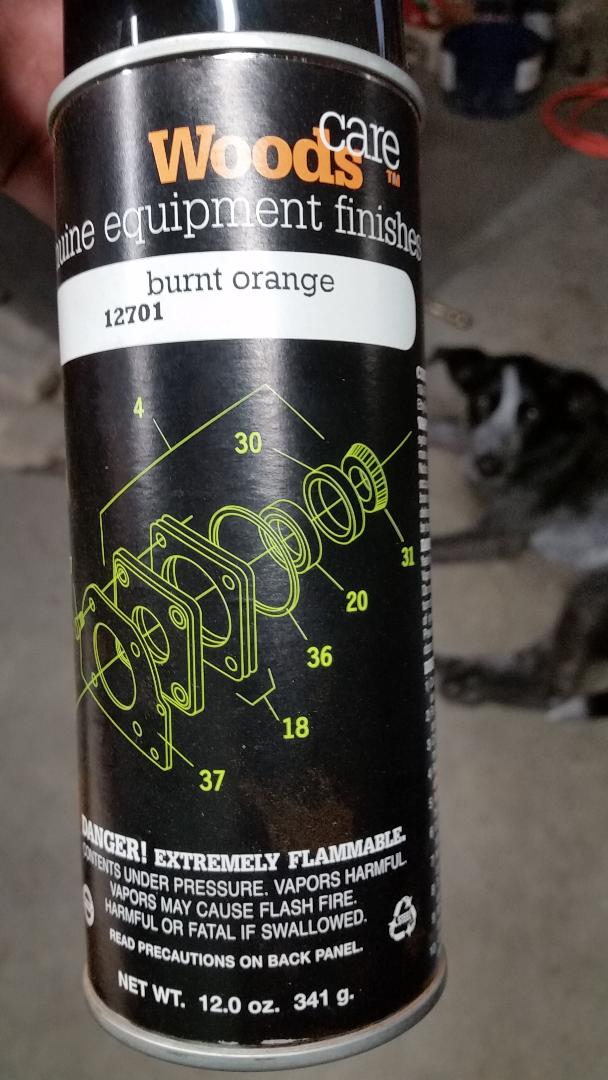 Woods care™
uine equipment finishes
burnt orange
12701
4
30
31
20
36
18
37
DANGER! EXTREMELY FLAMMABLE.
CONTENTS UNDER PRESSURE. VAPORS HARMFUL.
VAPORS MAY CAUSE FLASH FIRE.
HARMFUL OR FATAL IF SWALLOWED.
READ PRECAUTIONS ON BACK PANEL.
NET WT. 12.0 oz. 341 g.